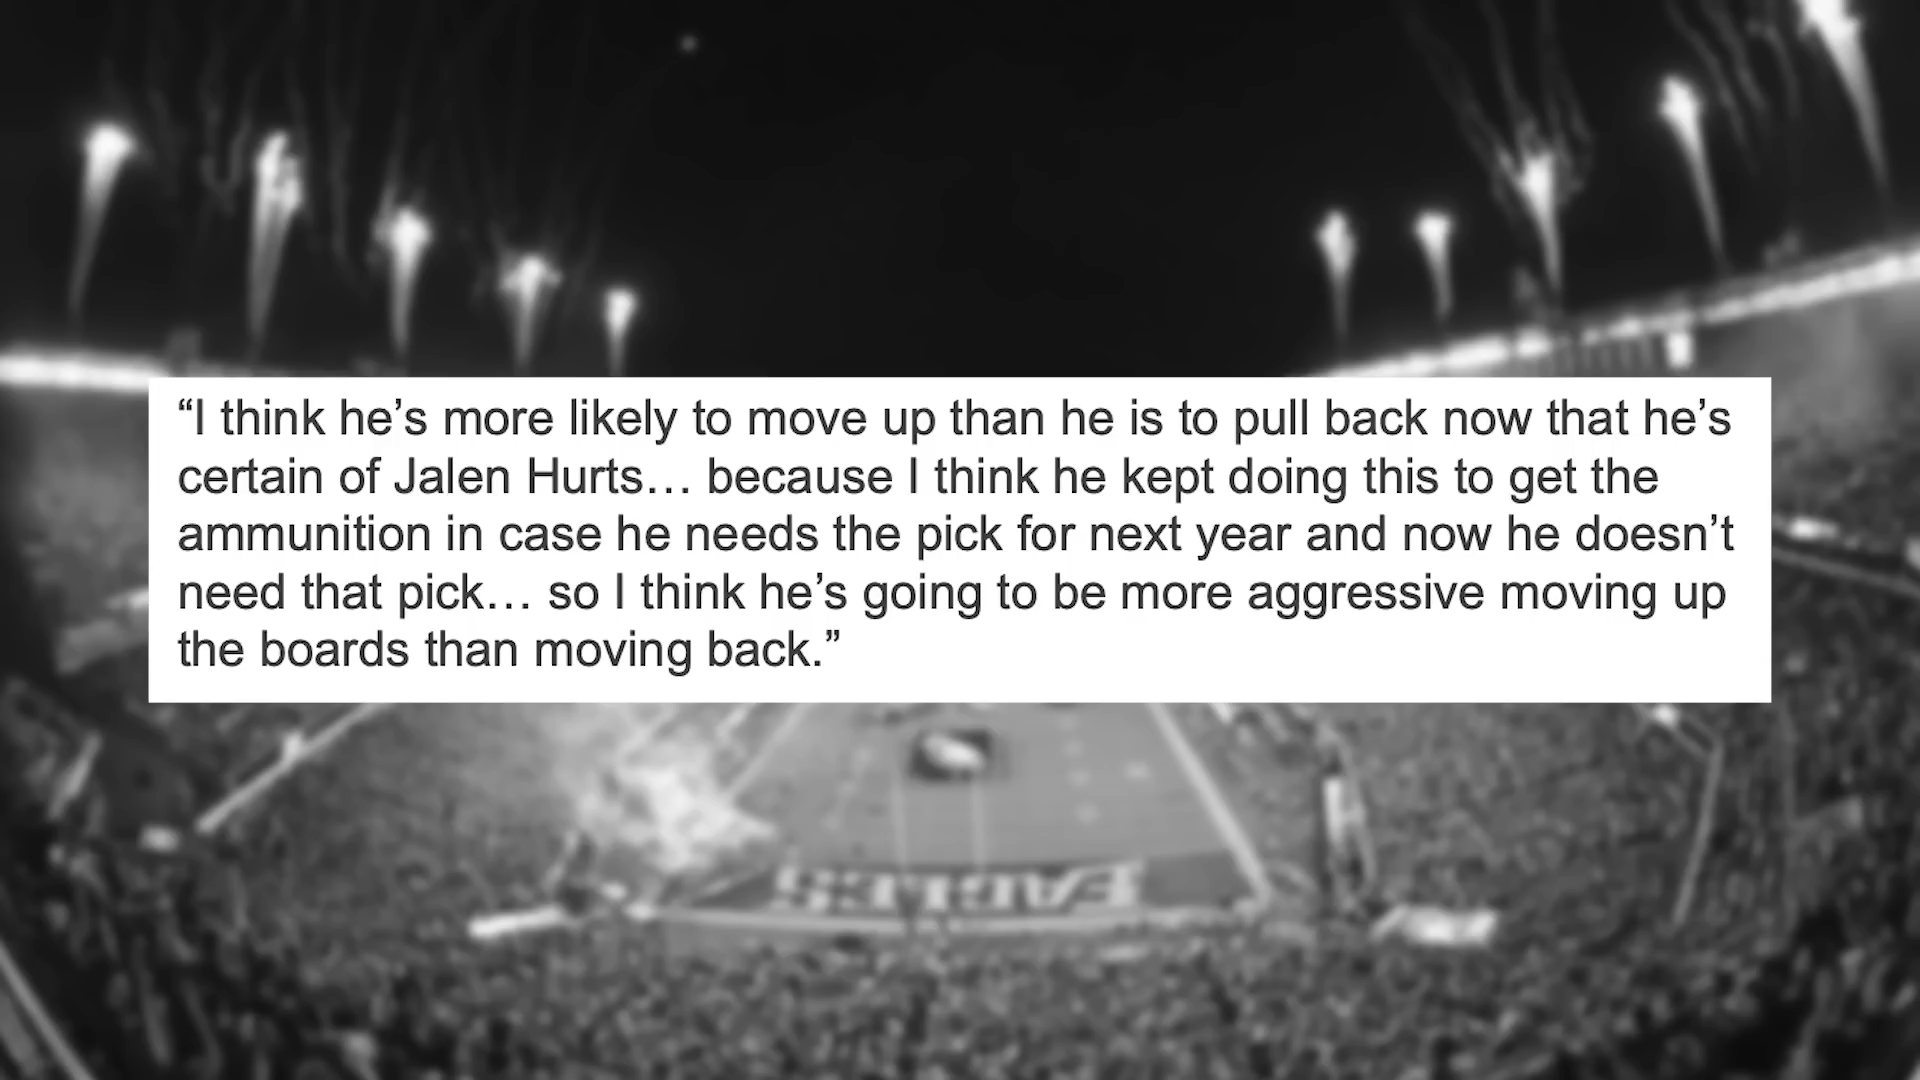 “I think he’s more likely to move up than he is to pull back now that he’s
certain of Jalen Hurts… because I think he kept doing this to get the
ammunition in case he needs the pick for next year and now he doesn’t
need that pick… so I think he’s going to be more aggressive moving up
the boards than moving back.”
EAGLES